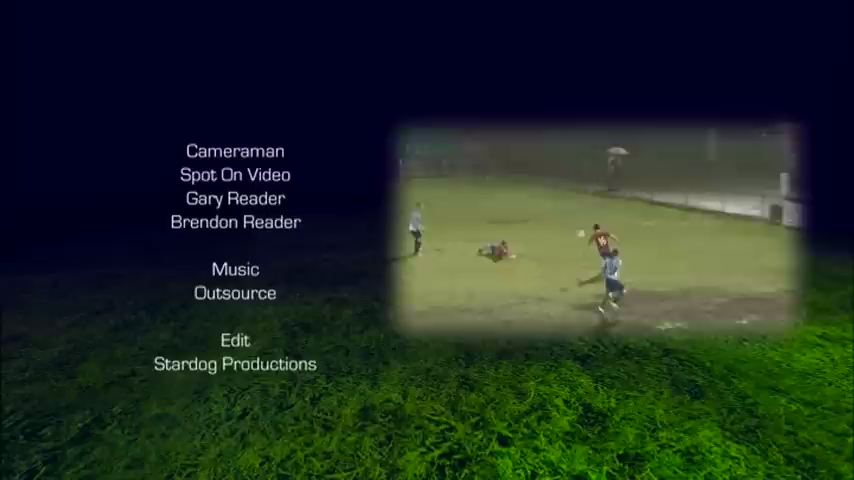 Cameraman
Spot On Video
Gary Reader
Brendon Reader
Music
Outsource
Edit
Stardog Productions